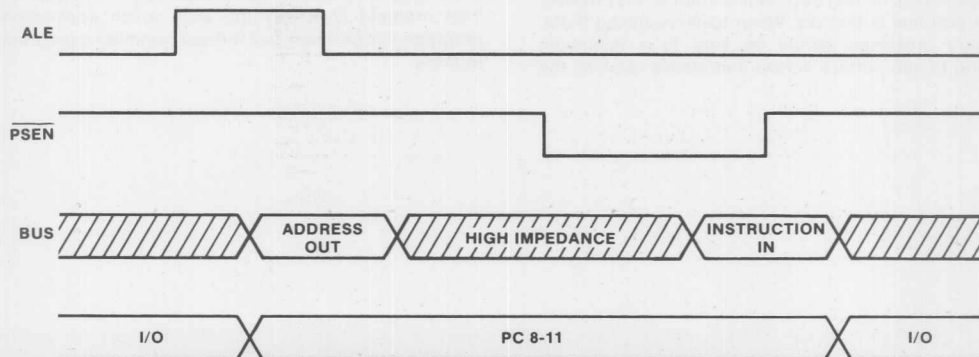 ALE
PSEN
BUS
ADDRESS
OUT
HIGH IMPEDANCE
INSTRUCTION
IN
I/O
PC 8-11
I/O